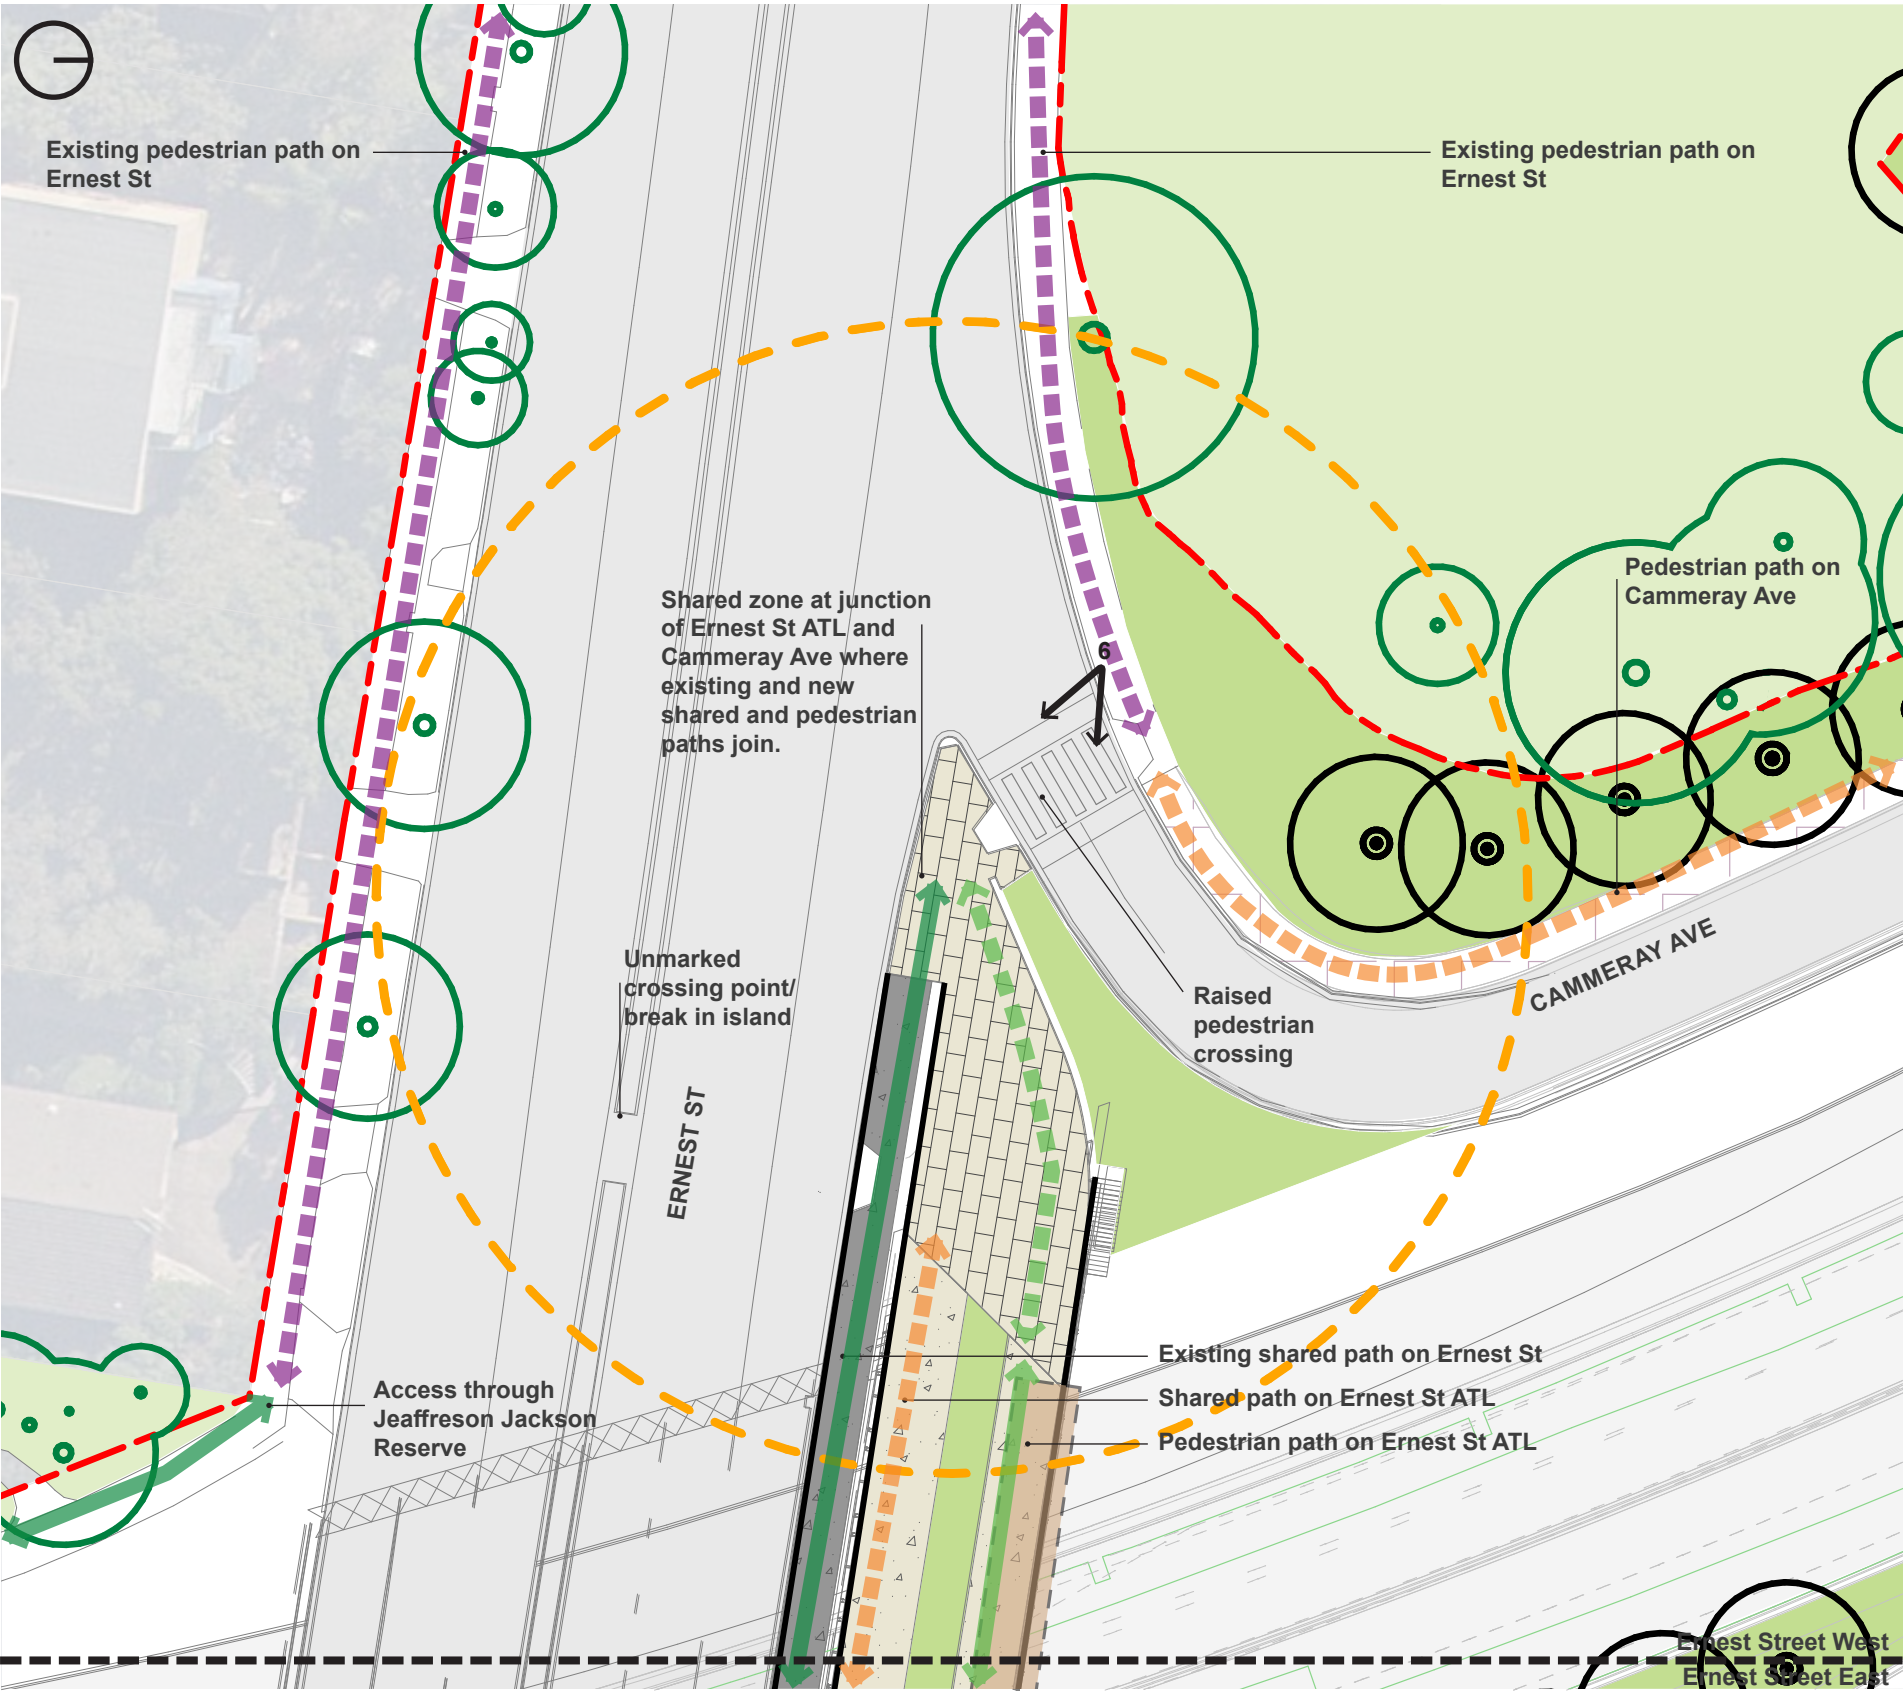 Existing pedestrian path on
Ernest St
Existing pedestrian path on
Ernest St
Pedestrian path on
Cammeray Ave
Shared zone at junction
of Ernest St ATL and
Cammeray Ave where
existing and new
shared and pedestrian
paths join.
6
Unmarked
crossing point/
break in island
Raised
pedestrian
crossing
CAMMERAY AVE
ERNEST ST
Existing shared path on Ernest St
Shared path on Ernest St ATL
Pedestrian path on Ernest St ATL
Access through
Jeaffreson Jackson
Reserve
Ernest Street West
Ernest Street East